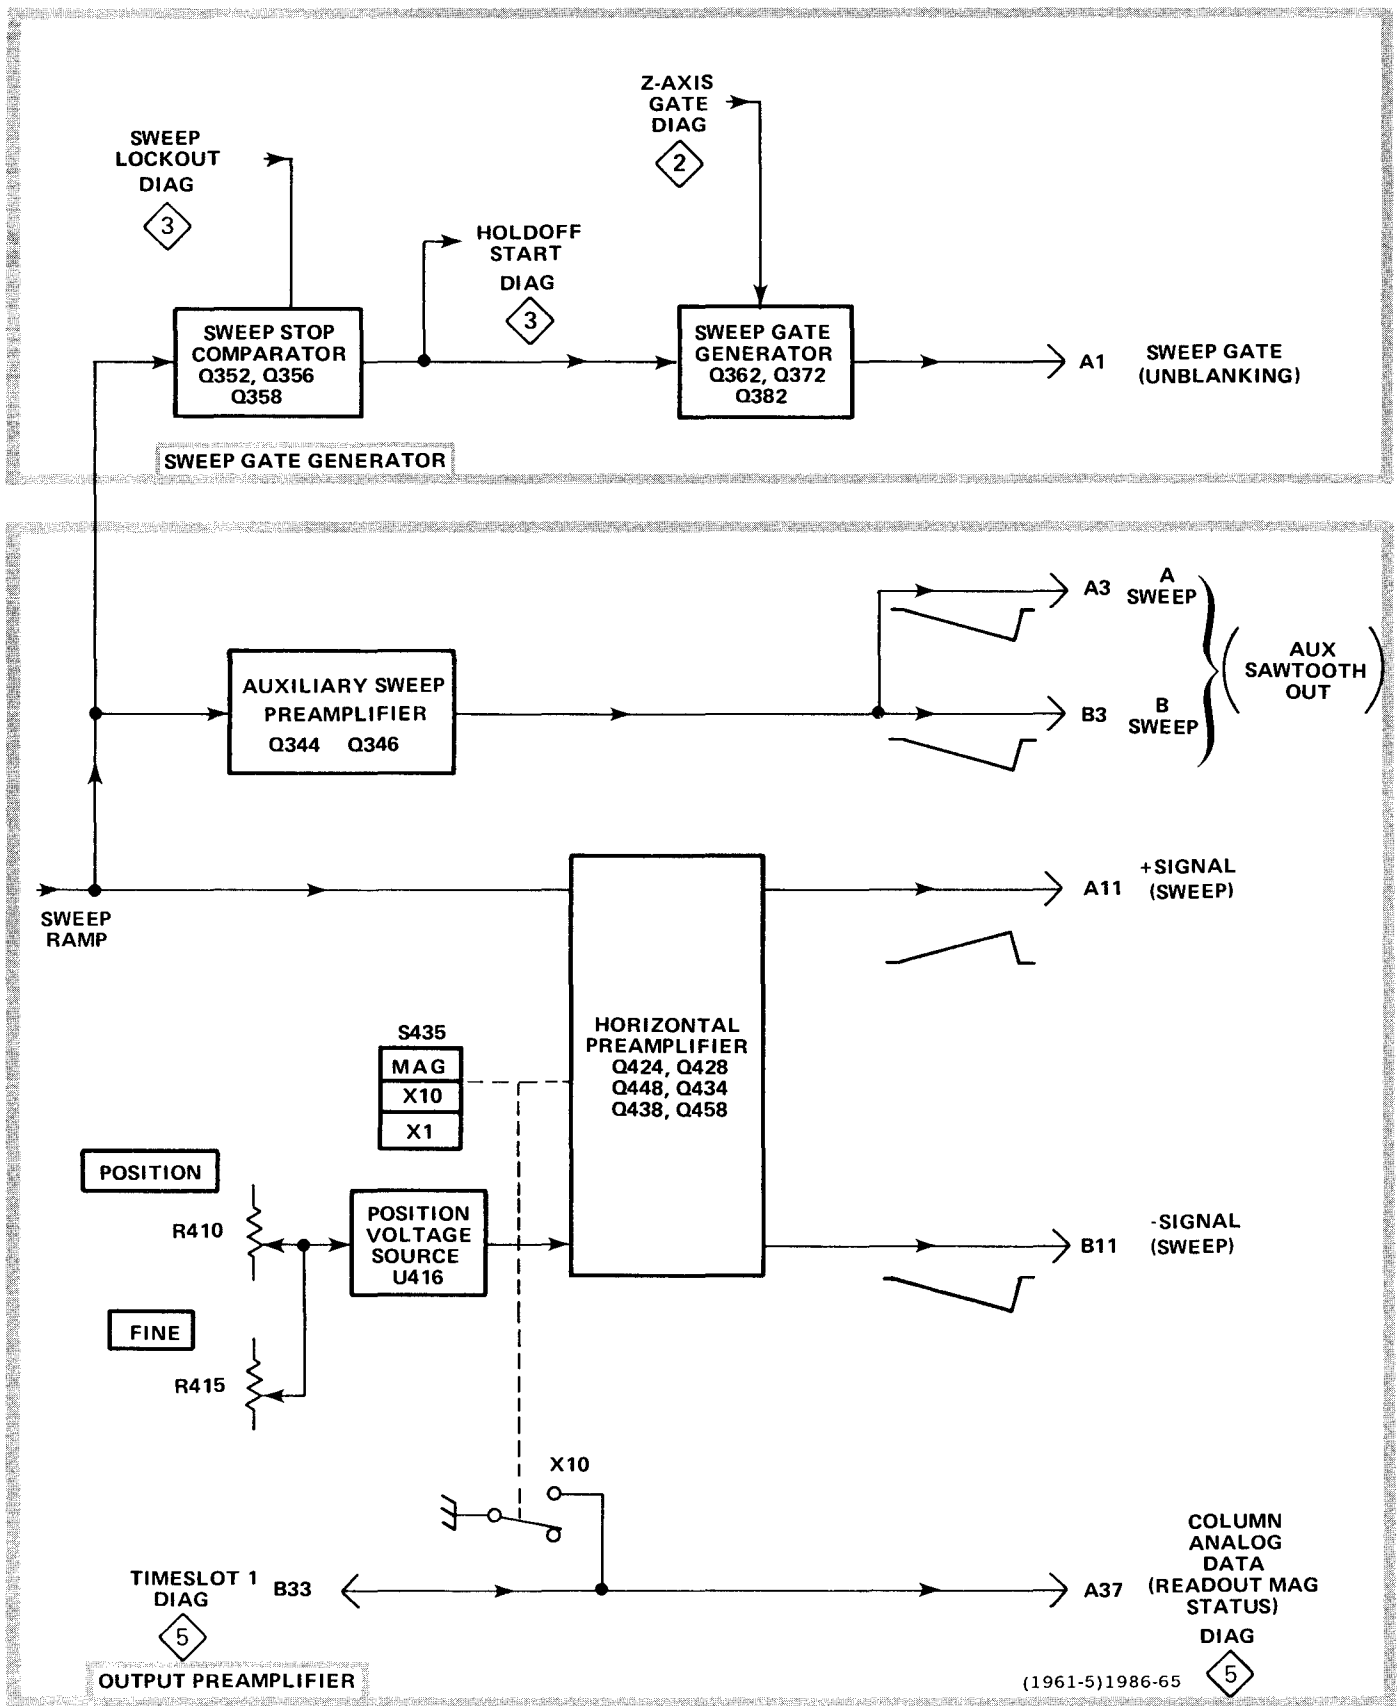 Z-AXIS
GATE
DIAG
2
SWEEP
LOCKOUT
DIAG
3
HOLDOFF
START
DIAG
3
SWEEP STOP
COMPARATOR
Q352, Q356
Q358
SWEEP GATE
GENERATOR
Q362, Q372
Q382
A1
SWEEP GATE
(UNBLANKING)
SWEEP GATE GENERATOR
A3
A
SWEEP
AUX
SAWTOOTH
OUT
AUXILIARY SWEEP
PREAMPLIFIER
Q344 Q346
B3
B
SWEEP
SWEEP
RAMP
A11
+SIGNAL
(SWEEP)
HORIZONTAL
PREAMPLIFIER
Q424, Q428
Q448, Q434
Q438, Q458
S435
MAG
X10
X1
POSITION
R410
POSITION
VOLTAGE
SOURCE
U416
B11
-SIGNAL
(SWEEP)
FINE
R415
X10
TIMESLOT 1
DIAG
5
B33
A37
COLUMN
ANALOG
DATA
(READOUT MAG
STATUS)
DIAG
5
OUTPUT PREAMPLIFIER
(1961-5)1986-65